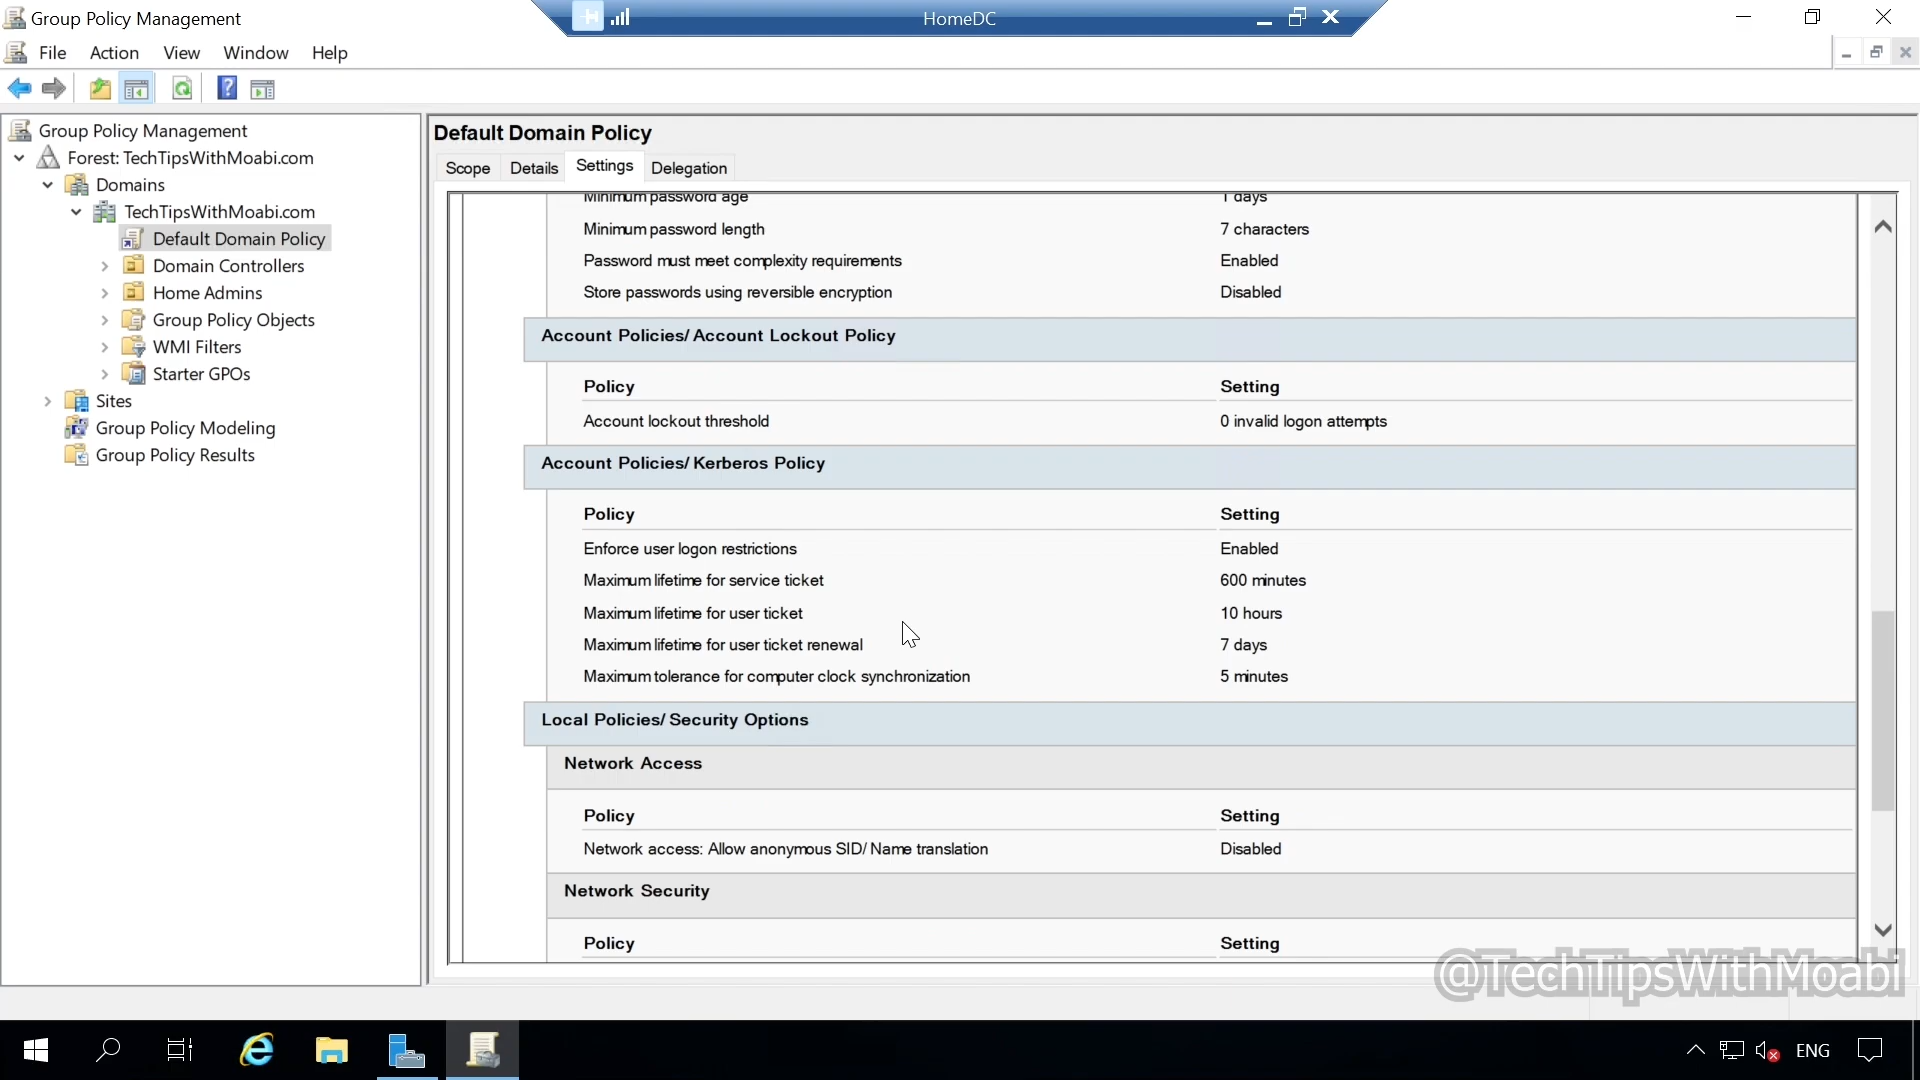 Group Policy Management
HomeDC
File Action View Window Help
Group Policy Management
Forest: TechTipsWithMoabi.com
Domains
TechTipsWithMoabi.com
Default Domain Policy
Domain Controllers
Home Admins
Group Policy Objects
WMI Filters
Starter GPOs
Sites
Group Policy Modeling
Group Policy Results
Default Domain Policy
Scope Details Settings Delegation
Minimum password age 1 days
Minimum password length 7 characters
Password must meet complexity requirements Enabled
Store passwords using reversible encryption Disabled
Account Policies/Account Lockout Policy
Policy Setting
Account lockout threshold 0 invalid logon attempts
Account Policies/Kerberos Policy
Policy Setting
Enforce user logon restrictions Enabled
Maximum lifetime for service ticket 600 minutes
Maximum lifetime for user ticket 10 hours
Maximum lifetime for user ticket renewal 7 days
Maximum tolerance for computer clock synchronization 5 minutes
Local Policies/Security Options
Network Access
Policy Setting
Network access: Allow anonymous SID/Name translation Disabled
Network Security
Policy Setting
@TechTipsWithMoabi
ENG